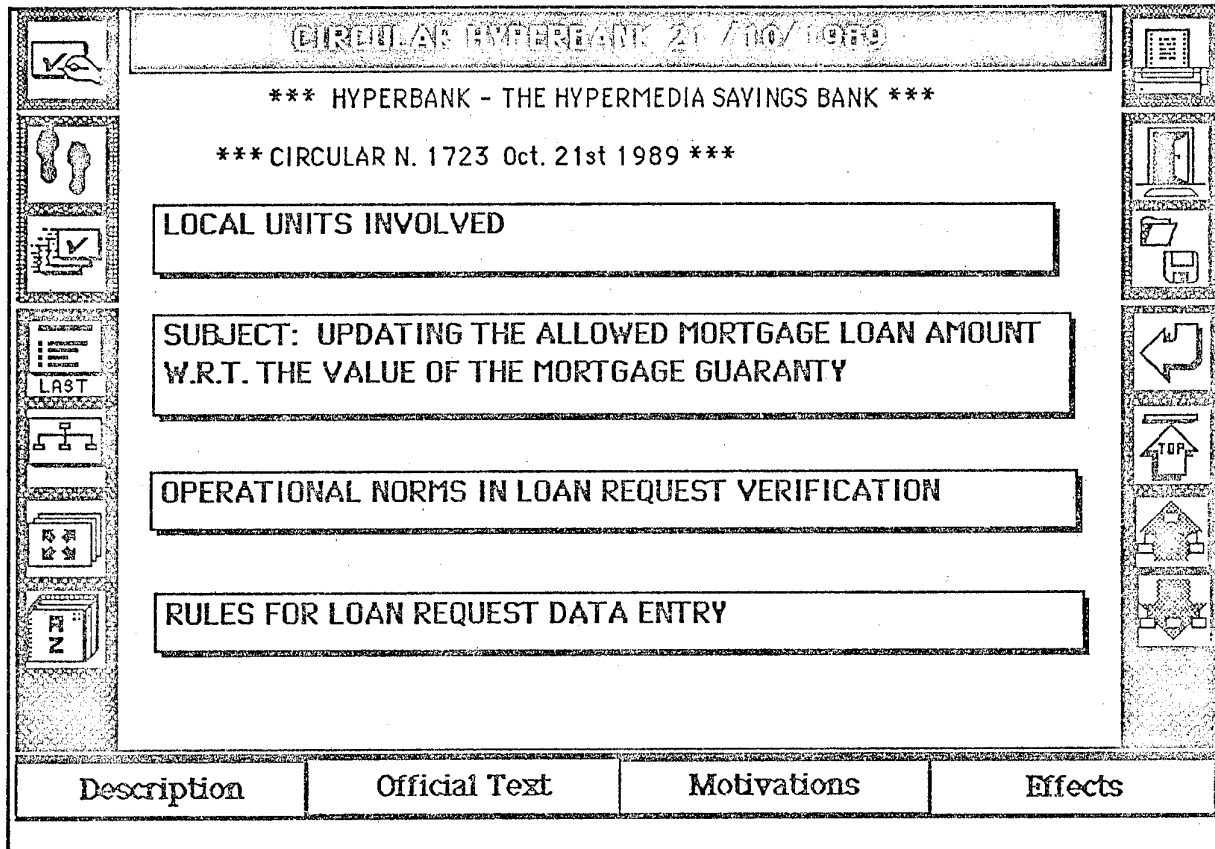 CIRCULAR HYPERBANK 21 /10/ 1989
*** HYPERBANK - THE HYPERMEDIA SAVINGS BANK ***
*** CIRCULAR N. 1723 Oct. 21st 1989 ***
LOCAL UNITS INVOLVED
SUBJECT: UPDATING THE ALLOWED MORTGAGE LOAN AMOUNT
W.R.T. THE VALUE OF THE MORTGAGE GUARANTY
LAST
TOP
OPERATIONAL NORMS IN LOAN REQUEST VERIFICATION
A
Z
RULES FOR LOAN REQUEST DATA ENTRY
Description Official Text Motivations Effects